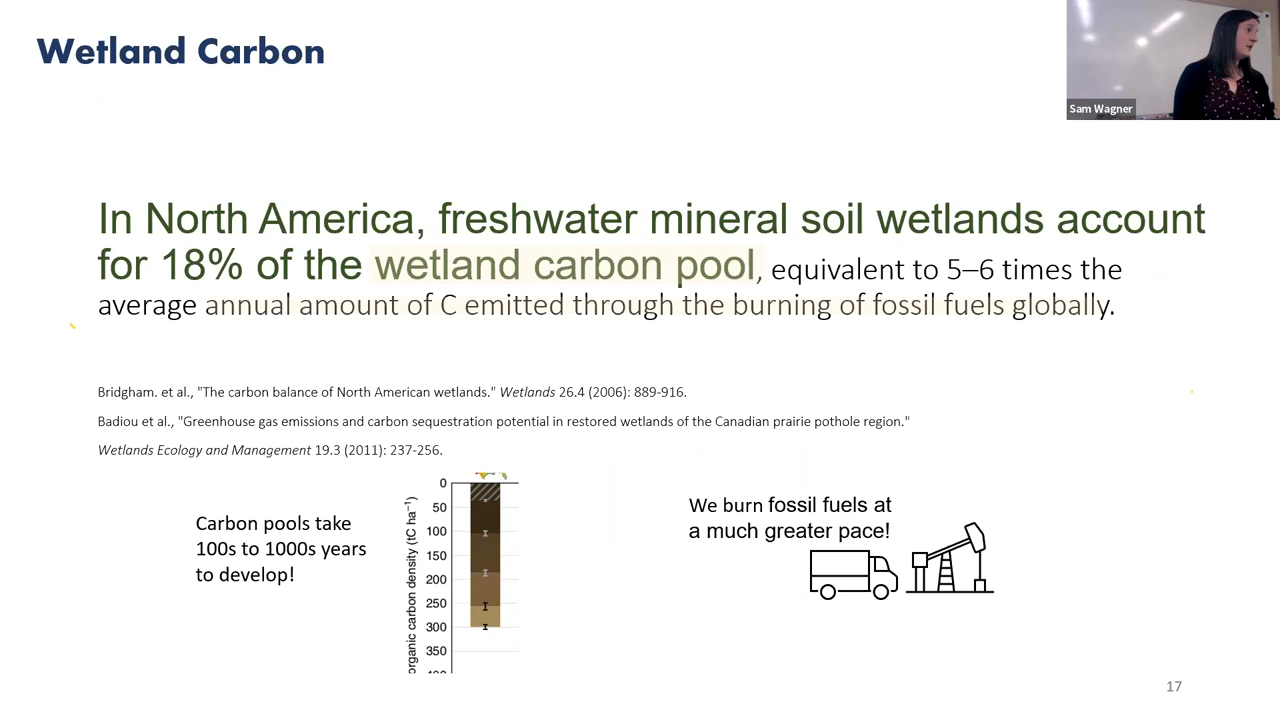 Wetland Carbon
Sam Wagner
In North America, freshwater mineral soil wetlands account
for 18% of the wetland carbon pool, equivalent to 5–6 times the
average annual amount of C emitted through the burning of fossil fuels globally.
Bridgham. et al., "The carbon balance of North American wetlands." Wetlands 26.4 (2006): 889-916.
Badiou et al., "Greenhouse gas emissions and carbon sequestration potential in restored wetlands of the Canadian prairie pothole region."
Wetlands Ecology and Management 19.3 (2011): 237-256.
Carbon pools take
100s to 1000s years
to develop!
organic carbon density (tC ha⁻¹)
0
50
100
150
200
250
300
350
We burn fossil fuels at
a much greater pace!
17